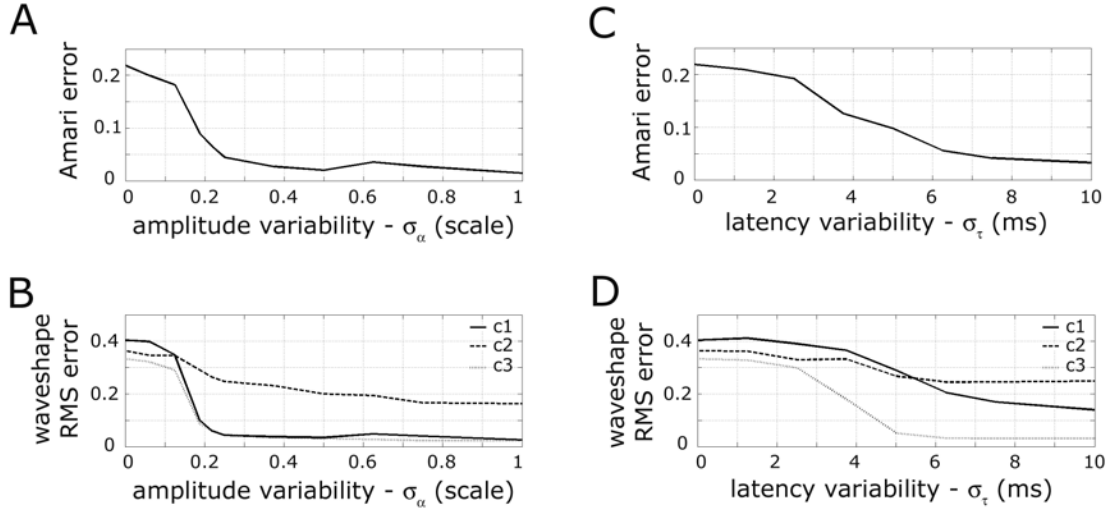 A
Amari error
0.2
0.1
0
0
0.2
0.4
0.6
0.8
1
amplitude variability - σα (scale)
C
Amari error
0.2
0.1
0
0
2
4
6
8
10
latency variability - στ (ms)
B
waveshape
RMS error
0.4
0.2
0
c1
c2
c3
0
0.2
0.4
0.6
0.8
1
amplitude variability - σα (scale)
D
waveshape
RMS error
0.4
0.2
0
c1
c2
c3
0
2
4
6
8
10
latency variability - στ (ms)